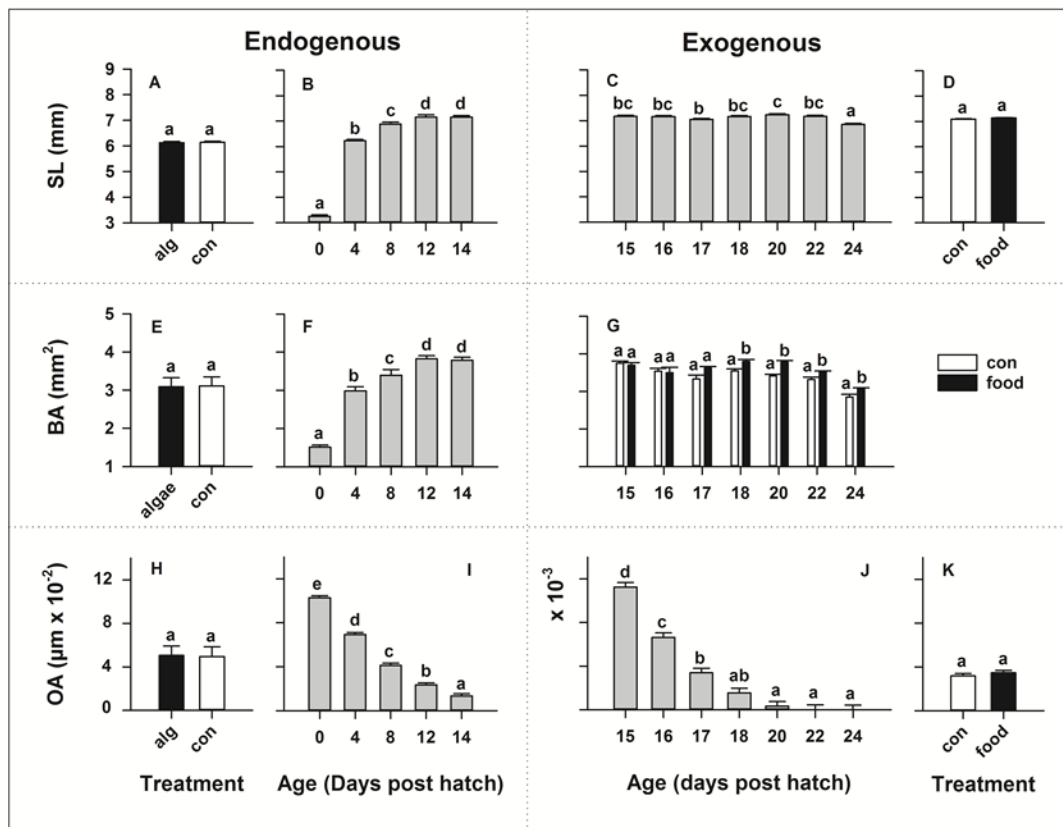 Endogenous Exogenous
A B C D
SL (mm)
9
8
7
6
5
4
3
a a
a b c d d
bc bc b bc c bc a
a a
alg con
0 4 8 12 14
15 16 17 18 20 22 24
con food
E F G
BA (mm²)
5
4
3
2
1
a a
a b c d d
a a a a a a a b a b a b a b
con
food
algae con
0 4 8 12 14
15 16 17 18 20 22 24
H I J K
OA (µm x 10⁻²)
12
8
4
0
x 10⁻³
a a
e d c b a
d c b ab a a a
a a
alg con
0 4 8 12 14
15 16 17 18 20 22 24
con food
Treatment Age (Days post hatch) Age (days post hatch) Treatment